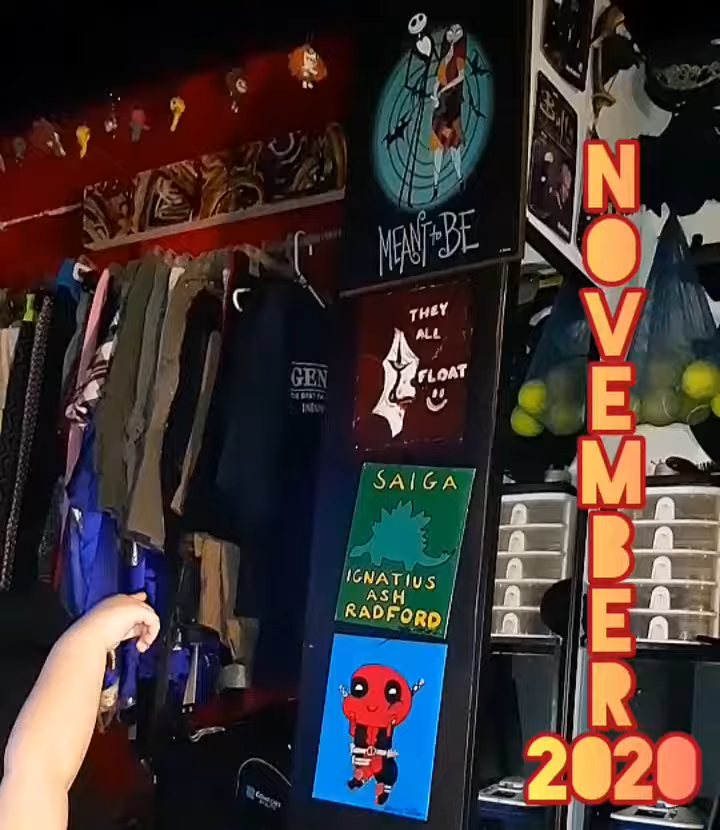 MEANT to BE
THEY
ALL
FLOAT
GEN
SAIGA
IGNATIUS
ASH
RADFORD
NOVEMBER
2020